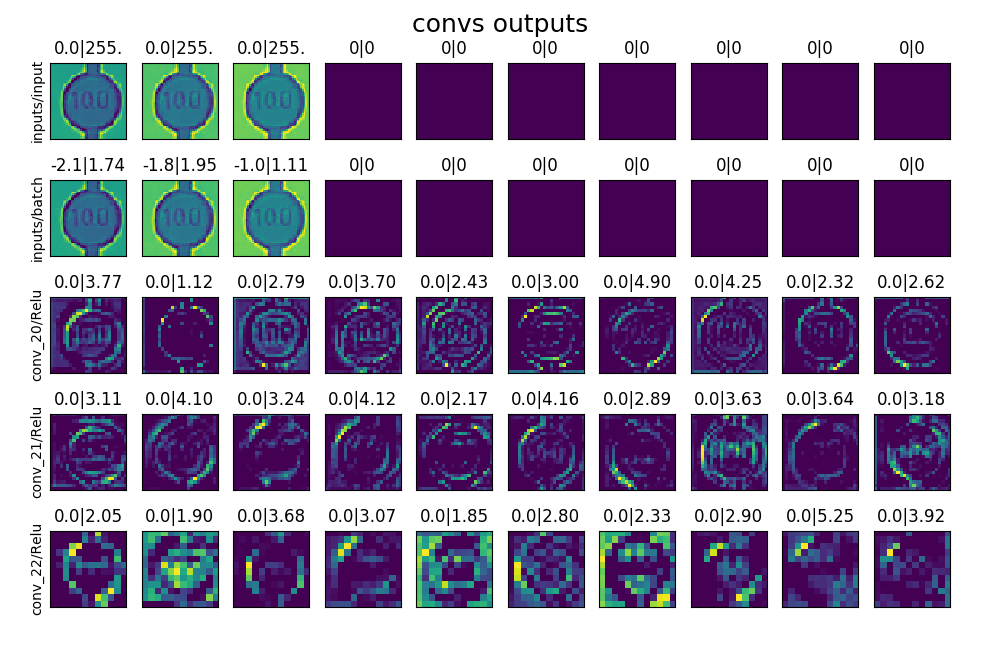 convs outputs
0.0|255. 0.0|255. 0.0|255. 0|0 0|0 0|0 0|0 0|0 0|0 0|0
inputs/input
100 100 100
-2.1|1.74 -1.8|1.95 -1.0|1.11 0|0 0|0 0|0 0|0 0|0 0|0 0|0
inputs/batch
100 100 100
0.0|3.77 0.0|1.12 0.0|2.79 0.0|3.70 0.0|2.43 0.0|3.00 0.0|4.90 0.0|4.25 0.0|2.32 0.0|2.62
conv_20/Relu
0.0|3.11 0.0|4.10 0.0|3.24 0.0|4.12 0.0|2.17 0.0|4.16 0.0|2.89 0.0|3.63 0.0|3.64 0.0|3.18
conv_21/Relu
0.0|2.05 0.0|1.90 0.0|3.68 0.0|3.07 0.0|1.85 0.0|2.80 0.0|2.33 0.0|2.90 0.0|5.25 0.0|3.92
conv_22/Relu